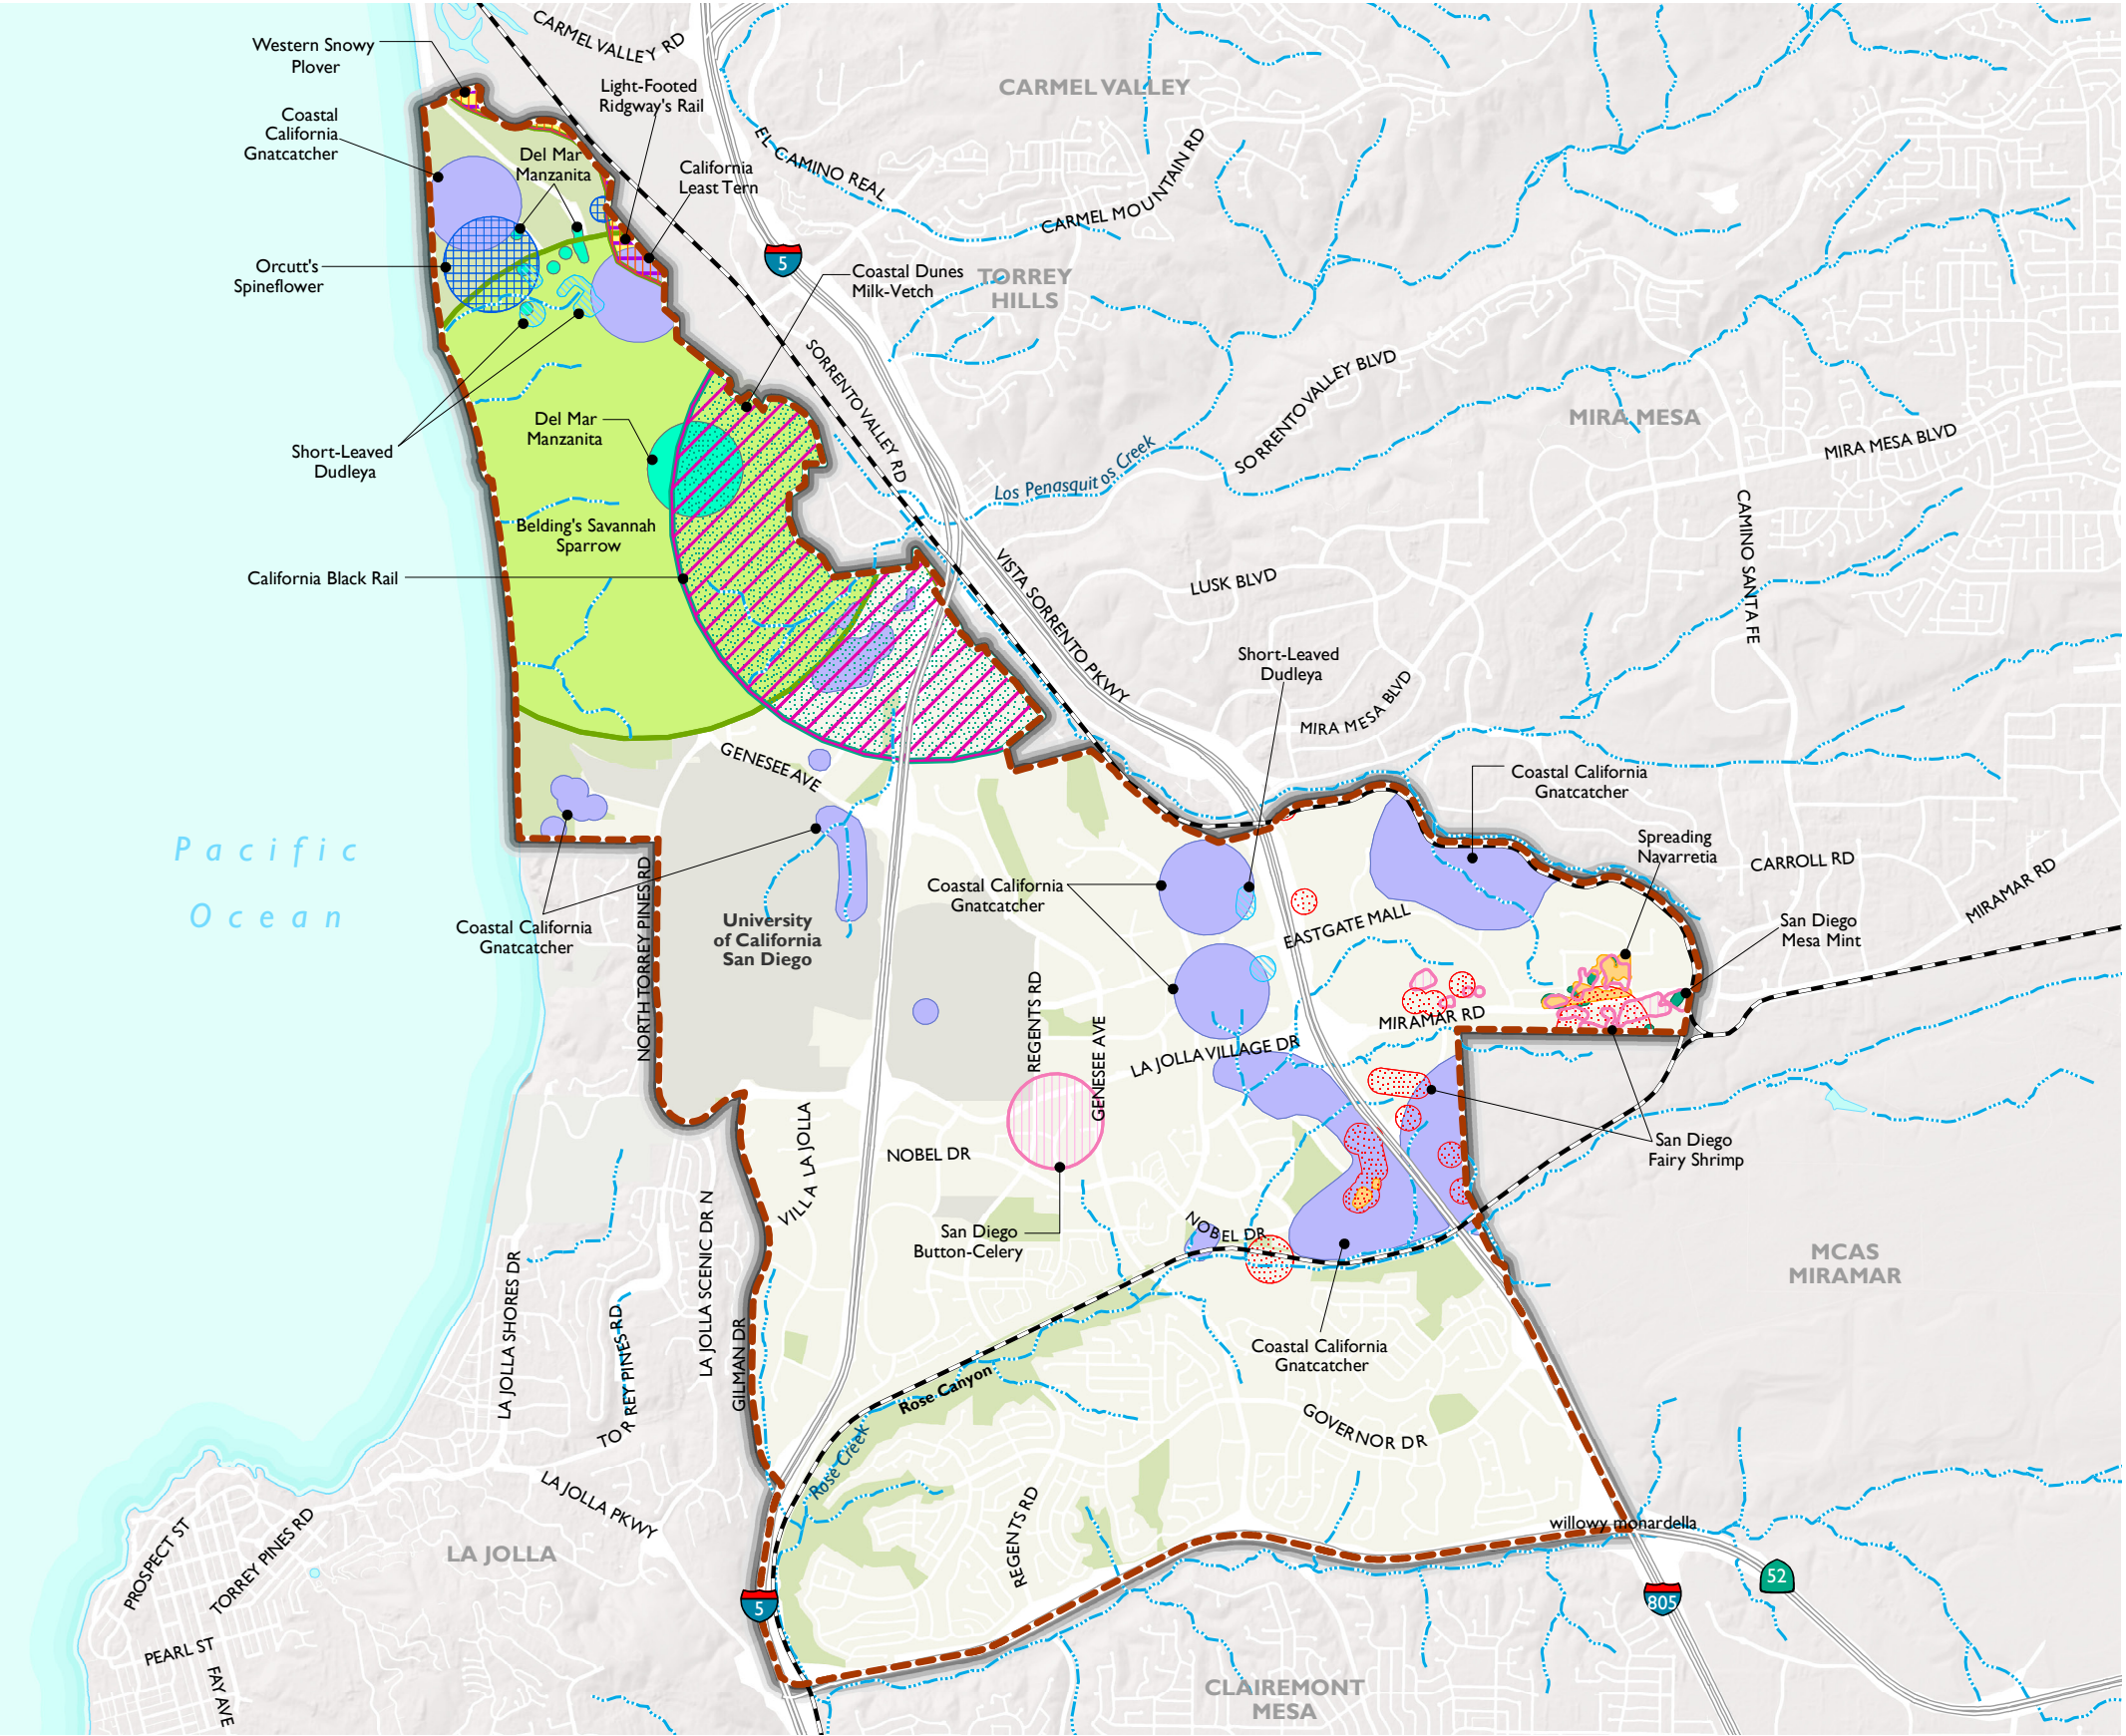 CARMEL VALLEY RD
Western Snowy
Plover
Light-Footed
Ridgway's Rail
CARMEL VALLEY
Coastal
California
Gnatcatcher
Del Mar
Manzanita
California
Least Tern
EL CAMINO REAL
CARMEL MOUNTAIN RD
5
Orcutt's
Spineflower
Coastal Dunes
Milk-Vetch
TORREY
HILLS
SORRENTO VALLEY RD
SORRENTO VALLEY BLVD
MIRA MESA
MIRA MESA BLVD
Short-Leaved
Dudleya
Del Mar
Manzanita
Los Penasquitos Creek
CAMINO SANTA FE
Belding's Savannah
Sparrow
California Black Rail
VISTA SORRENTO PKWY
LUSK BLVD
Short-Leaved
Dudleya
MIRA MESA BLVD
GENESEE AVE
Coastal California
Gnatcatcher
Pacific
Ocean
Spreading
Navarretia
CARROLL RD
MIRAMAR RD
NORTH TORREY PINES RD
Coastal California
Gnatcatcher
University
of California
San Diego
Coastal California
Gnatcatcher
EASTGATE MALL
San Diego
Mesa Mint
REGENTS RD
GENESEE AVE
MIRAMAR RD
LA JOLLA VILLAGE DR
VILLA LA JOLLA
NOBEL DR
San Diego
Fairy Shrimp
San Diego
Button-Celery
NOBEL DR
MCAS
MIRAMAR
LA JOLLA SHORES DR
TORREY PINES RD
LA JOLLA SCENIC DR N
GILMAN DR
Coastal California
Gnatcatcher
Rose Canyon
Rose Creek
GOVERNOR DR
LA JOLLA PKWY
REGENTS RD
willowy monardella
PROSPECT ST
TORREY PINES RD
LA JOLLA
5
805
52
PEARL ST
FAY AVE
CLAIREMONT
MESA